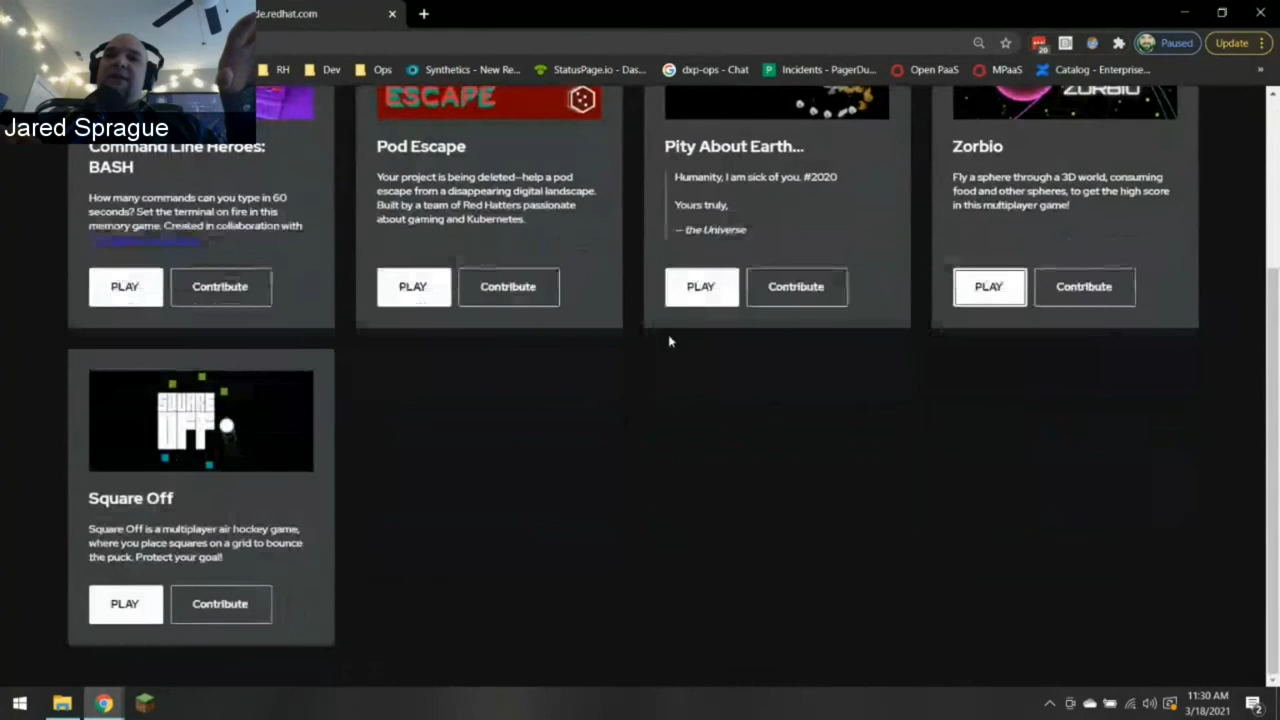 de.redhat.com
Paused
Update
20
RH
Dev
Ops
Synthetics - New Re...
StatusPage.io - Das...
dxp-ops - Chat
Incidents - PagerDu...
Open PaaS
MPaaS
Catalog - Enterprise...
»
Jared Sprague
ESCAPE
ZORBIO
Command Line Heroes:
BASH
How many commands can you type in 60
seconds? Set the terminal on fire in this
memory game. Created in collaboration with
PLAY
Contribute
Pod Escape
Your project is being deleted—help a pod
escape from a disappearing digital landscape.
Built by a team of Red Hatters passionate
about gaming and Kubernetes.
PLAY
Contribute
Pity About Earth...
Humanity, I am sick of you. #2020
Yours truly,
— the Universe
PLAY
Contribute
Zorbio
Fly a sphere through a 3D world, consuming
food and other spheres, to get the high score
in this multiplayer game!
PLAY
Contribute
SQUARE
OFF
Square Off
Square Off is a multiplayer air hockey game,
where you place squares on a grid to bounce
the puck. Protect your goal!
PLAY
Contribute
11:30 AM
3/18/2021
2